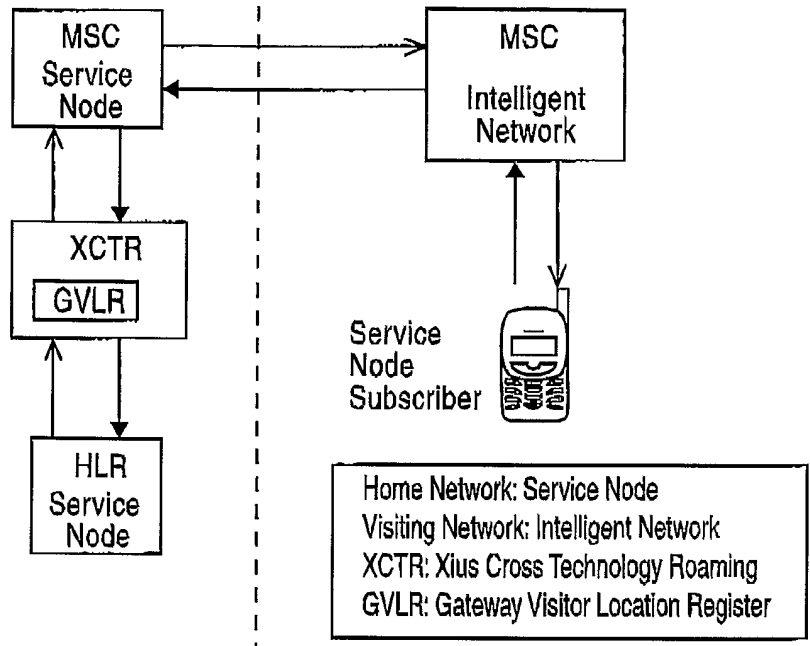 MSC
Service
Node
MSC
Intelligent
Network
XCTR
GVLR
Service
Node
Subscriber
HLR
Service
Node
Home Network: Service Node
Visiting Network: Intelligent Network
XCTR: Xius Cross Technology Roaming
GVLR: Gateway Visitor Location Register